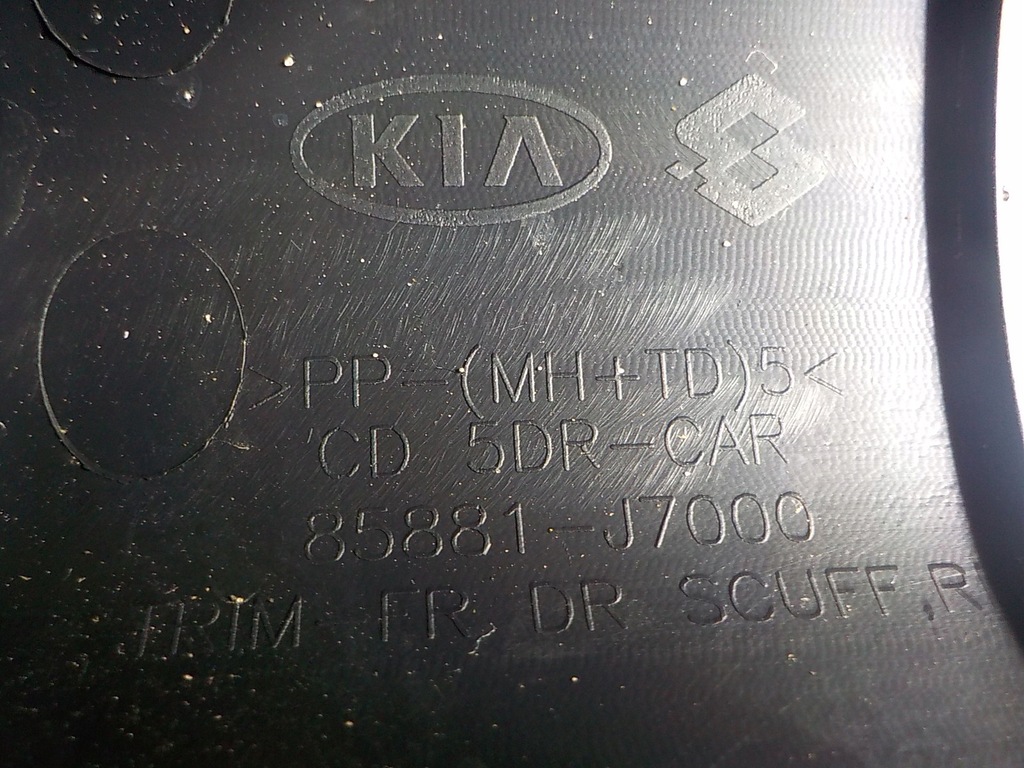 KIA
>PP-(MH+TD)5<
CD 5DR-CAR
85881-J7000
TRIM-FR DR SCUFF,R